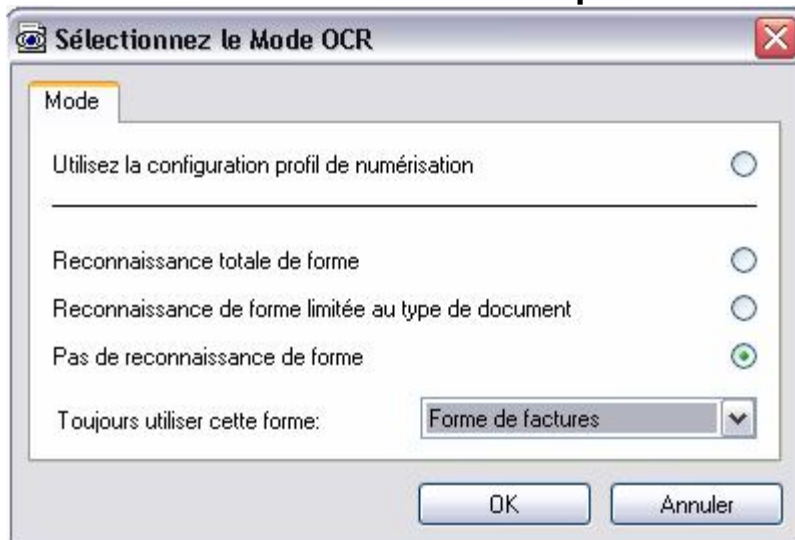 Sélectionnez le Mode OCR
Mode
Utilisez la configuration profil de numérisation
Reconnaissance totale de forme
Reconnaissance de forme limitée au type de document
Pas de reconnaissance de forme
Toujours utiliser cette forme: Forme de factures
OK Annuler